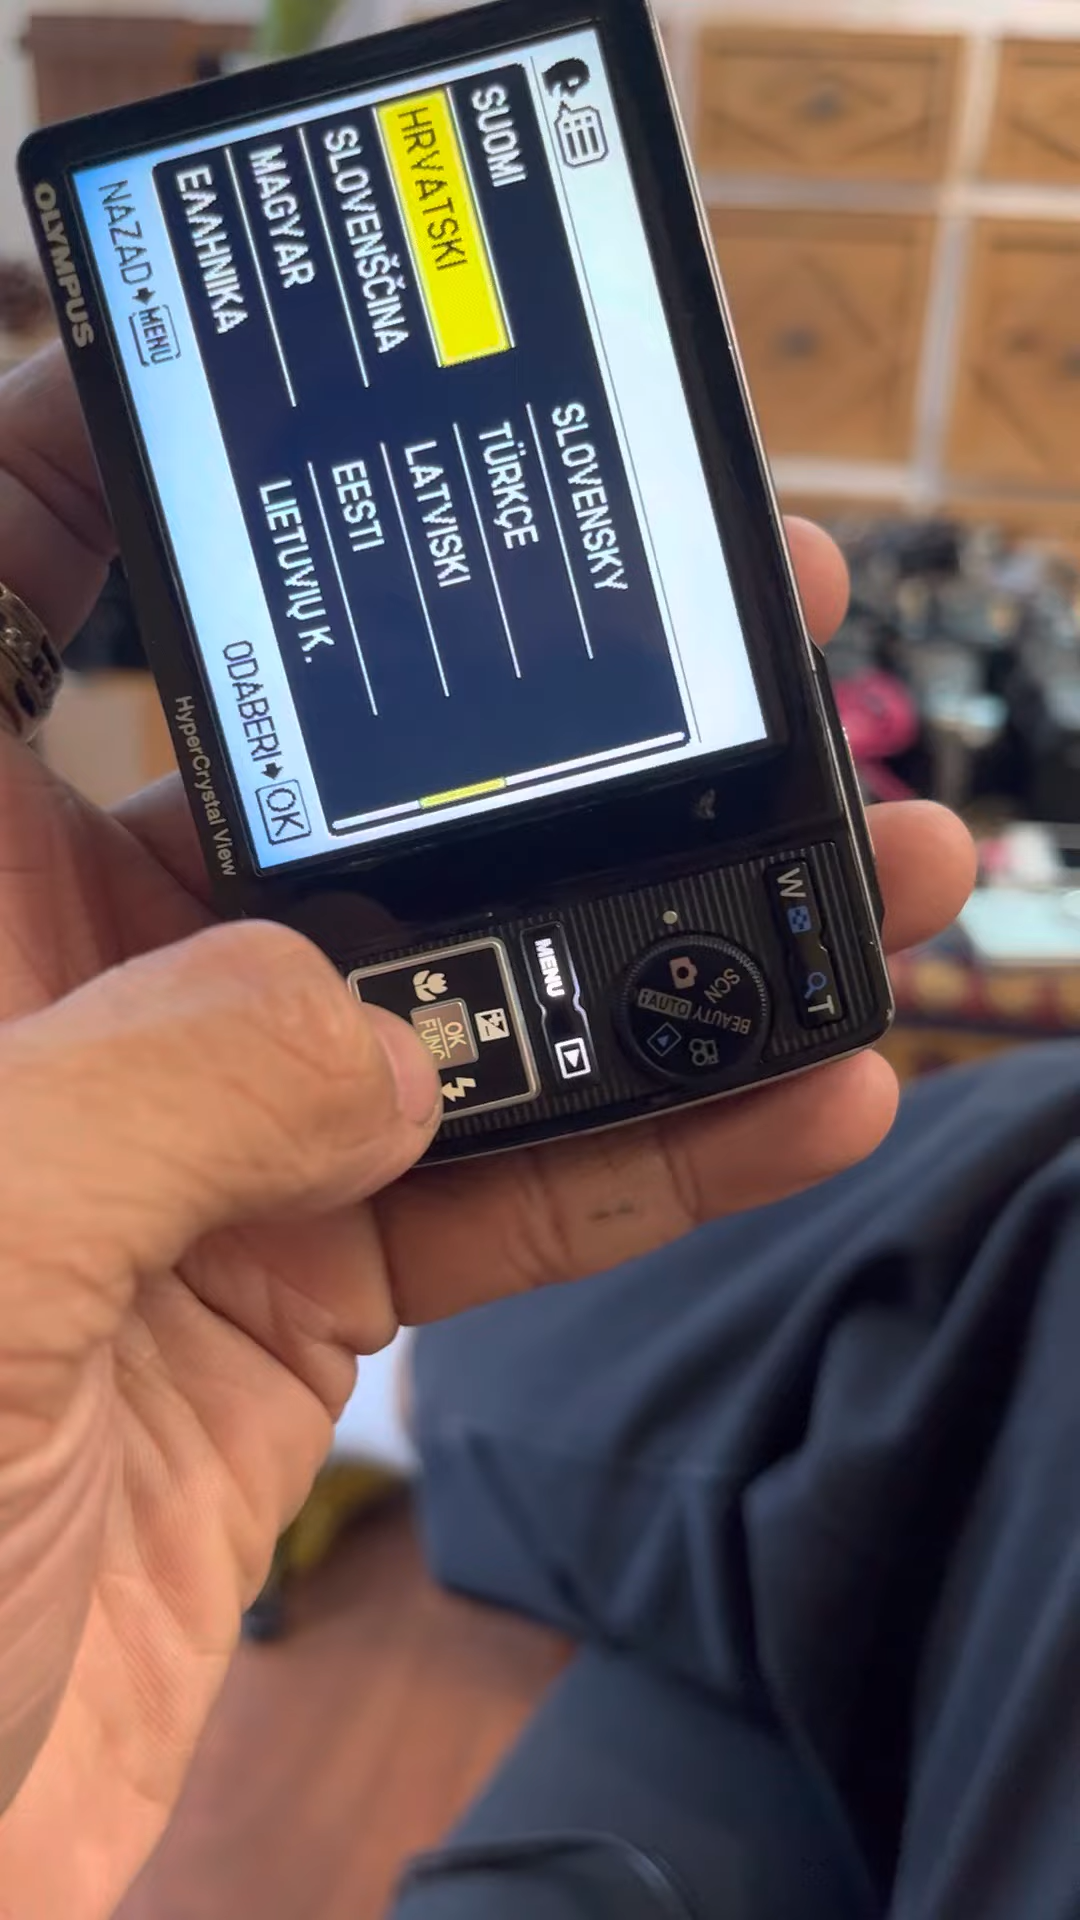 SUOMI
HRVATSKI
SLOVENŠČINA
MAGYAR
ΕΛΛΗΝΙΚΑ
SLOVENSKY
TÜRKÇE
LATVISKI
EESTI
LIETUVIŲ K.
NAZAD MENU
ODABERI OK
OLYMPUS
HyperCrystal View
W T
MENU
OK
FUNC
SCN
BEAUTY
iAUTO